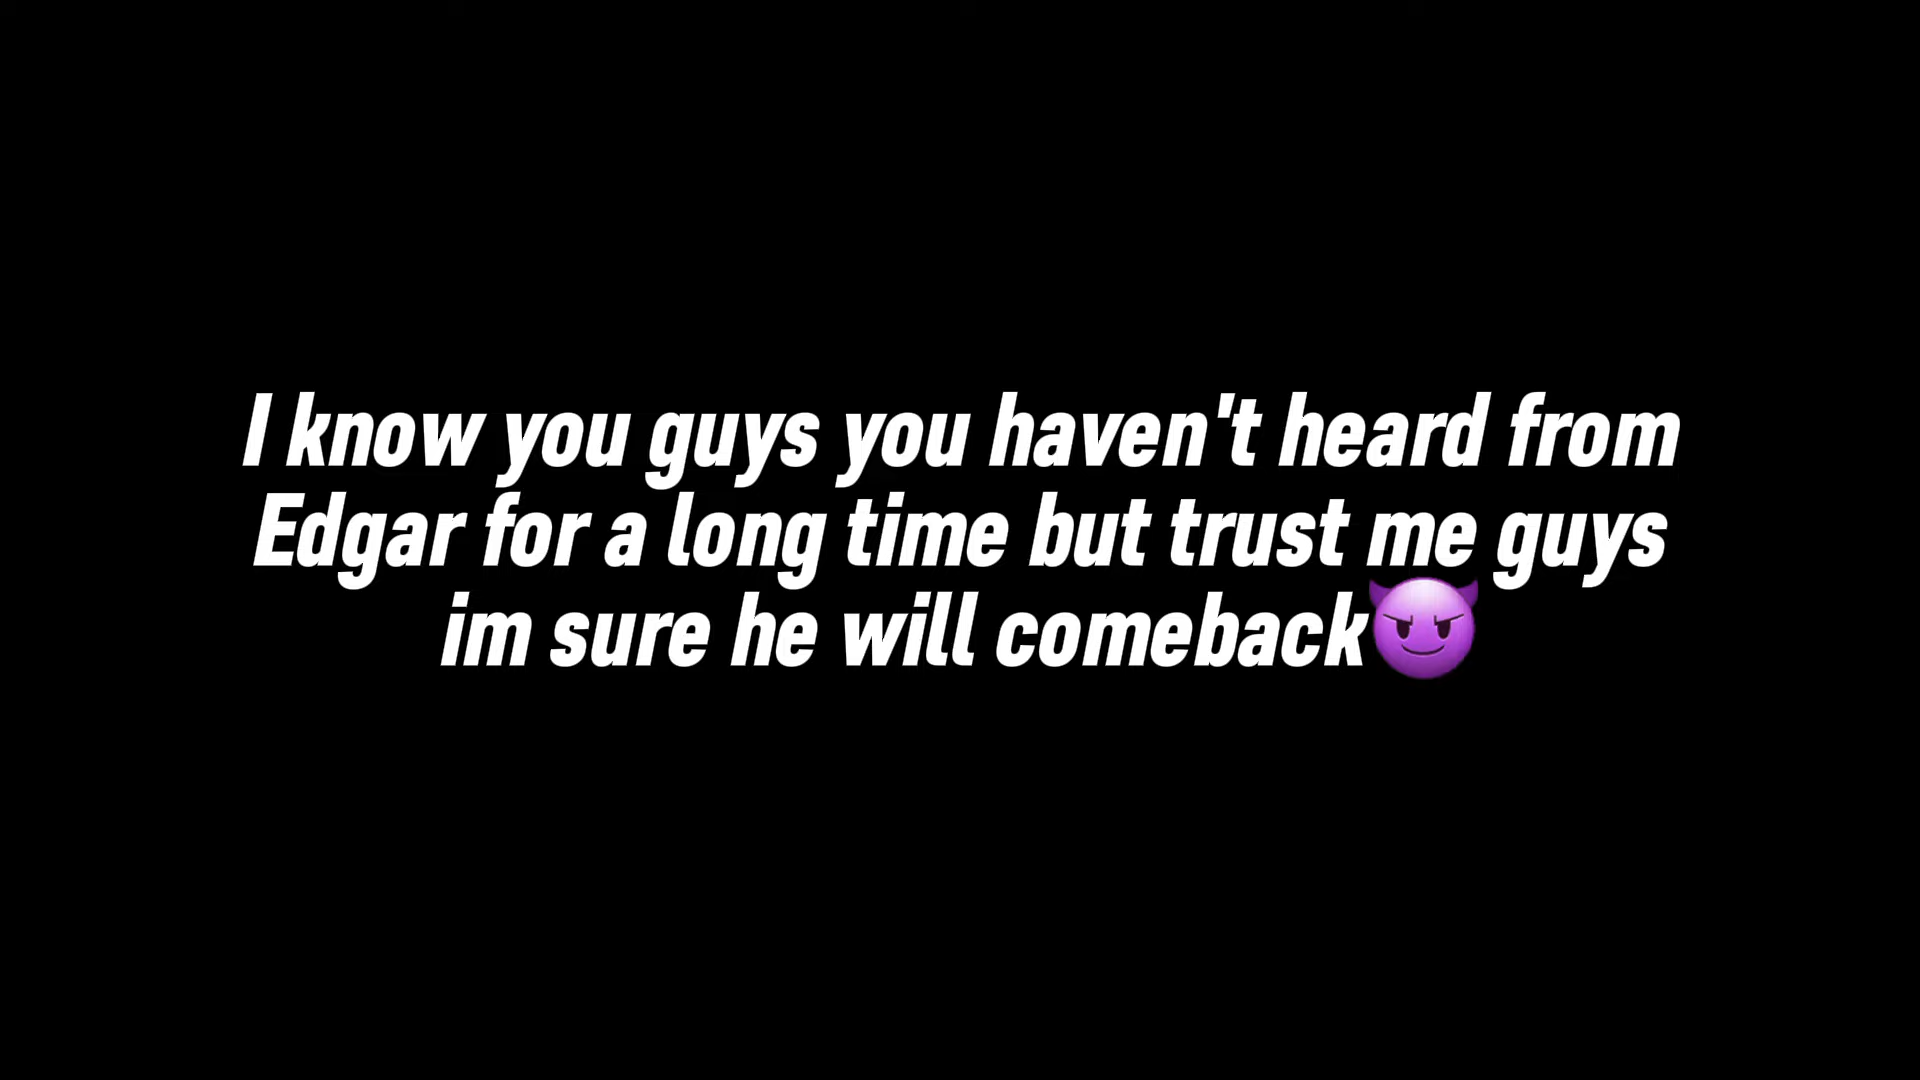 I know you guys you haven't heard from
Edgar for a long time but trust me guys
im sure he will comeback😈